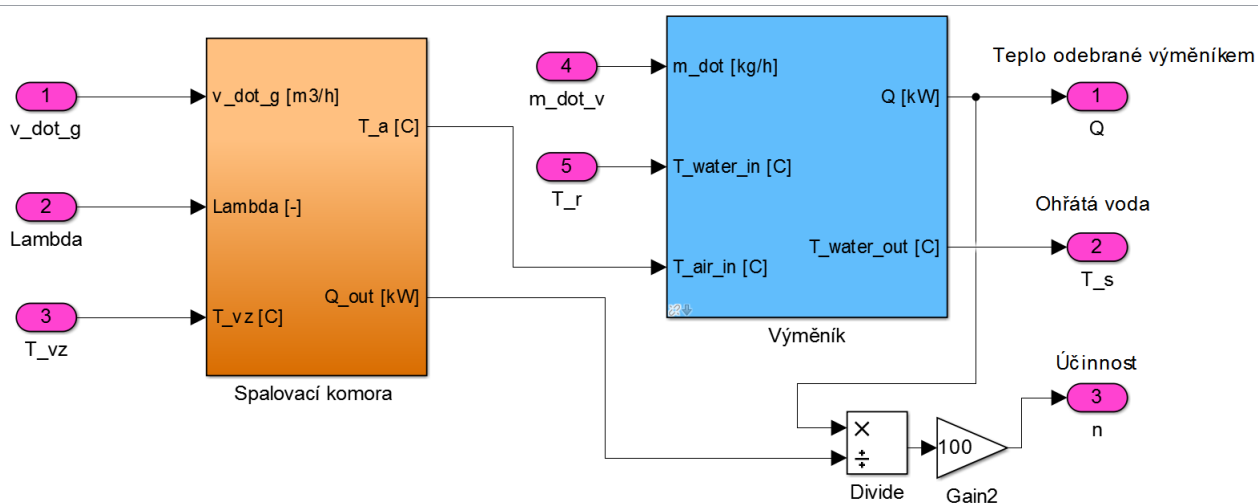 1
v_dot_g
2
Lambda
3
T_vz
v_dot_g [m3/h]
T_a [C]
Lambda [-]
Q_out [kW]
T_vz [C]
Spalovací komora
4
m_dot_v
5
T_r
m_dot [kg/h]
Q [kW]
T_water_in [C]
T_water_out [C]
T_air_in [C]
Výměník
Teplo odebrané výměníkem
1
Q
Ohřátá voda
2
T_s
Účinnost
3
n
×
÷
Divide
100
Gain2